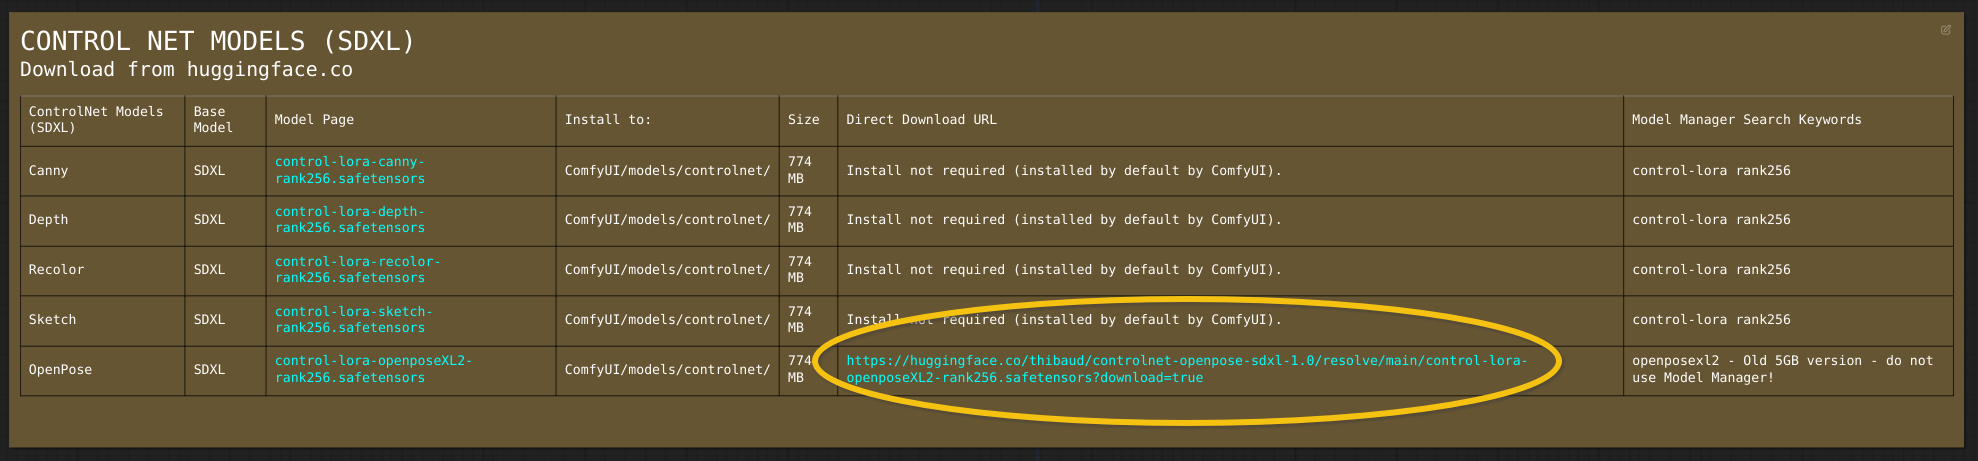 CONTROL NET MODELS (SDXL)
Download from huggingface.co
ControlNet Models
(SDXL)
Base
Model
Model Page
Install to:
Size
Direct Download URL
Model Manager Search Keywords
Canny
SDXL
control-lora-canny-
rank256.safetensors
ComfyUI/models/controlnet/
774
MB
Install not required (installed by default by ComfyUI).
control-lora rank256
Depth
SDXL
control-lora-depth-
rank256.safetensors
ComfyUI/models/controlnet/
774
MB
Install not required (installed by default by ComfyUI).
control-lora rank256
Recolor
SDXL
control-lora-recolor-
rank256.safetensors
ComfyUI/models/controlnet/
774
MB
Install not required (installed by default by ComfyUI).
control-lora rank256
Sketch
SDXL
control-lora-sketch-
rank256.safetensors
ComfyUI/models/controlnet/
774
MB
Install not required (installed by default by ComfyUI).
control-lora rank256
OpenPose
SDXL
control-lora-openposeXL2-
rank256.safetensors
ComfyUI/models/controlnet/
774
MB
https://huggingface.co/thibaud/controlnet-openpose-sdxl-1.0/resolve/main/control-lora-
openposeXL2-rank256.safetensors?download=true
openposexl2 - Old 5GB version - do not
use Model Manager!